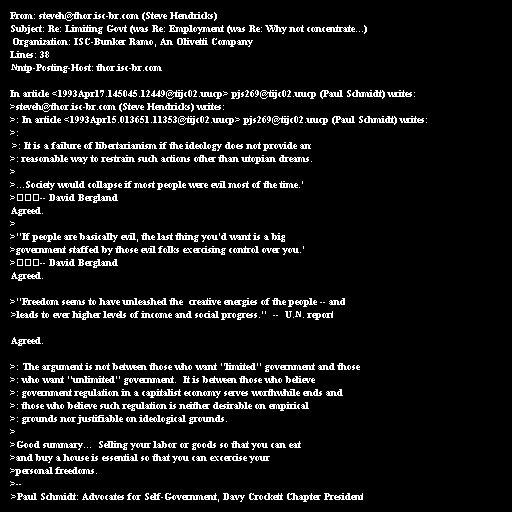 From: steveh@thor.isc-br.com (Steve Hendricks)
Subject: Re: Limiting Govt (was Re: Employment (was Re: Why not concentrate...)
Organization: ISC-Bunker Ramo, An Olivetti Company
Lines: 38
Nntp-Posting-Host: thor.isc-br.com

In article <1993Apr17.145045.12449@tijc02.uucp> pjs269@tijc02.uucp (Paul Schmidt) writes:
>steveh@thor.isc-br.com (Steve Hendricks) writes:
>: In article <1993Apr15.013651.11353@tijc02.uucp> pjs269@tijc02.uucp (Paul Schmidt) writes:
>:
>: It is a failure of libertarianism if the ideology does not provide an
>: reasonable way to restrain such actions other than utopian dreams.
>
>...Society would collapse if most people were evil most of the time.'
>□□□-- David Bergland
Agreed.
>
>"If people are basically evil, the last thing you'd want is a big
>government staffed by those evil folks exercising control over you.'
>□□□-- David Bergland
Agreed.

>"Freedom seems to have unleashed the  creative energies of the people -- and
>leads to ever higher levels of income and social progress."  --  U.N. report

Agreed.

>: The argument is not between those who want "limited" government and those
>: who want "unlimited" government.  It is between those who believe
>: government regulation in a capitalist economy serves worthwhile ends and
>: those who believe such regulation is neither desirable on empirical
>: grounds nor justifiable on ideological grounds.
>
>Good summary...  Selling your labor or goods so that you can eat
>and buy a house is essential so that you can excercise your
>personal freedoms.
>--
>Paul Schmidt: Advocates for Self-Government, Davy Crockett Chapter President